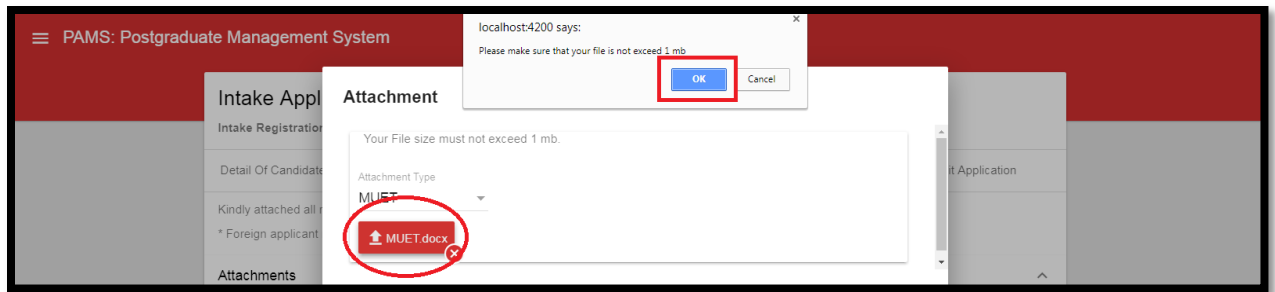 PAMS: Postgraduate Management System
localhost:4200 says:
Please make sure that your file is not exceed 1 mb
OK
Cancel
Intake Appl
Attachment
Intake Registration
Your File size must not exceed 1 mb.
Detail Of Candidate
it Application
Attachment Type
MUET
Kindly attached all
* Foreign applicant
MUET.docx
Attachments